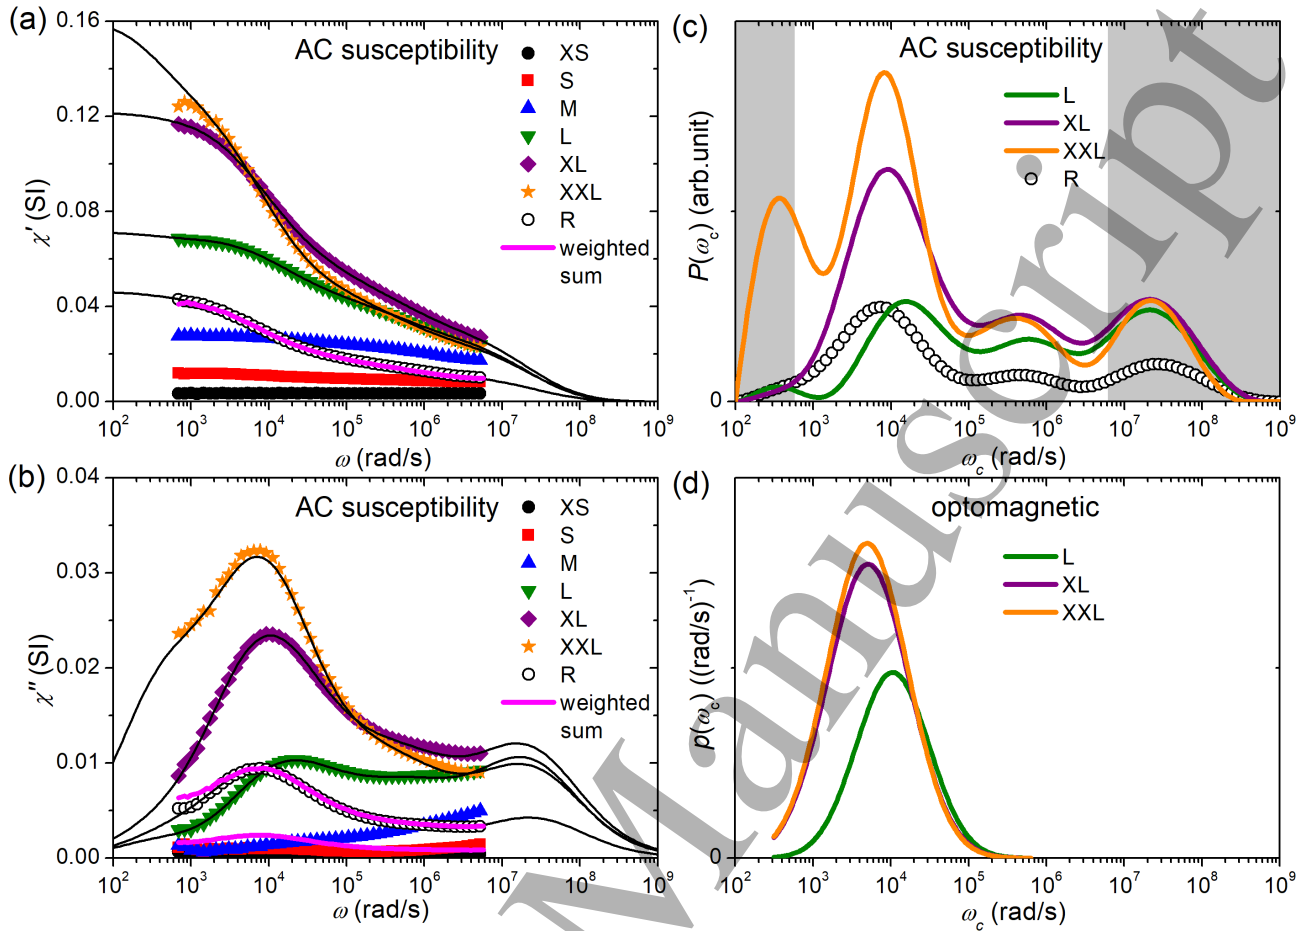 (a)
AC susceptibility
XS
S
M
L
XL
XXL
R
weighted
sum
0.16
0.12
0.08
0.04
0.00
χ′ (SI)
10² 10³ 10⁴ 10⁵ 10⁶ 10⁷ 10⁸ 10⁹
ω (rad/s)
(b)
AC susceptibility
XS
S
M
L
XL
XXL
R
weighted
sum
0.04
0.03
0.02
0.01
0.00
χ″ (SI)
10² 10³ 10⁴ 10⁵ 10⁶ 10⁷ 10⁸ 10⁹
ω (rad/s)
(c)
AC susceptibility
L
XL
XXL
R
P(ω_c) (arb.unit)
0
10² 10³ 10⁴ 10⁵ 10⁶ 10⁷ 10⁸ 10⁹
ω_c (rad/s)
(d)
optomagnetic
L
XL
XXL
p(ω_c) ((rad/s)⁻¹)
0
10² 10³ 10⁴ 10⁵ 10⁶ 10⁷ 10⁸ 10⁹
ω_c (rad/s)
Manuscript